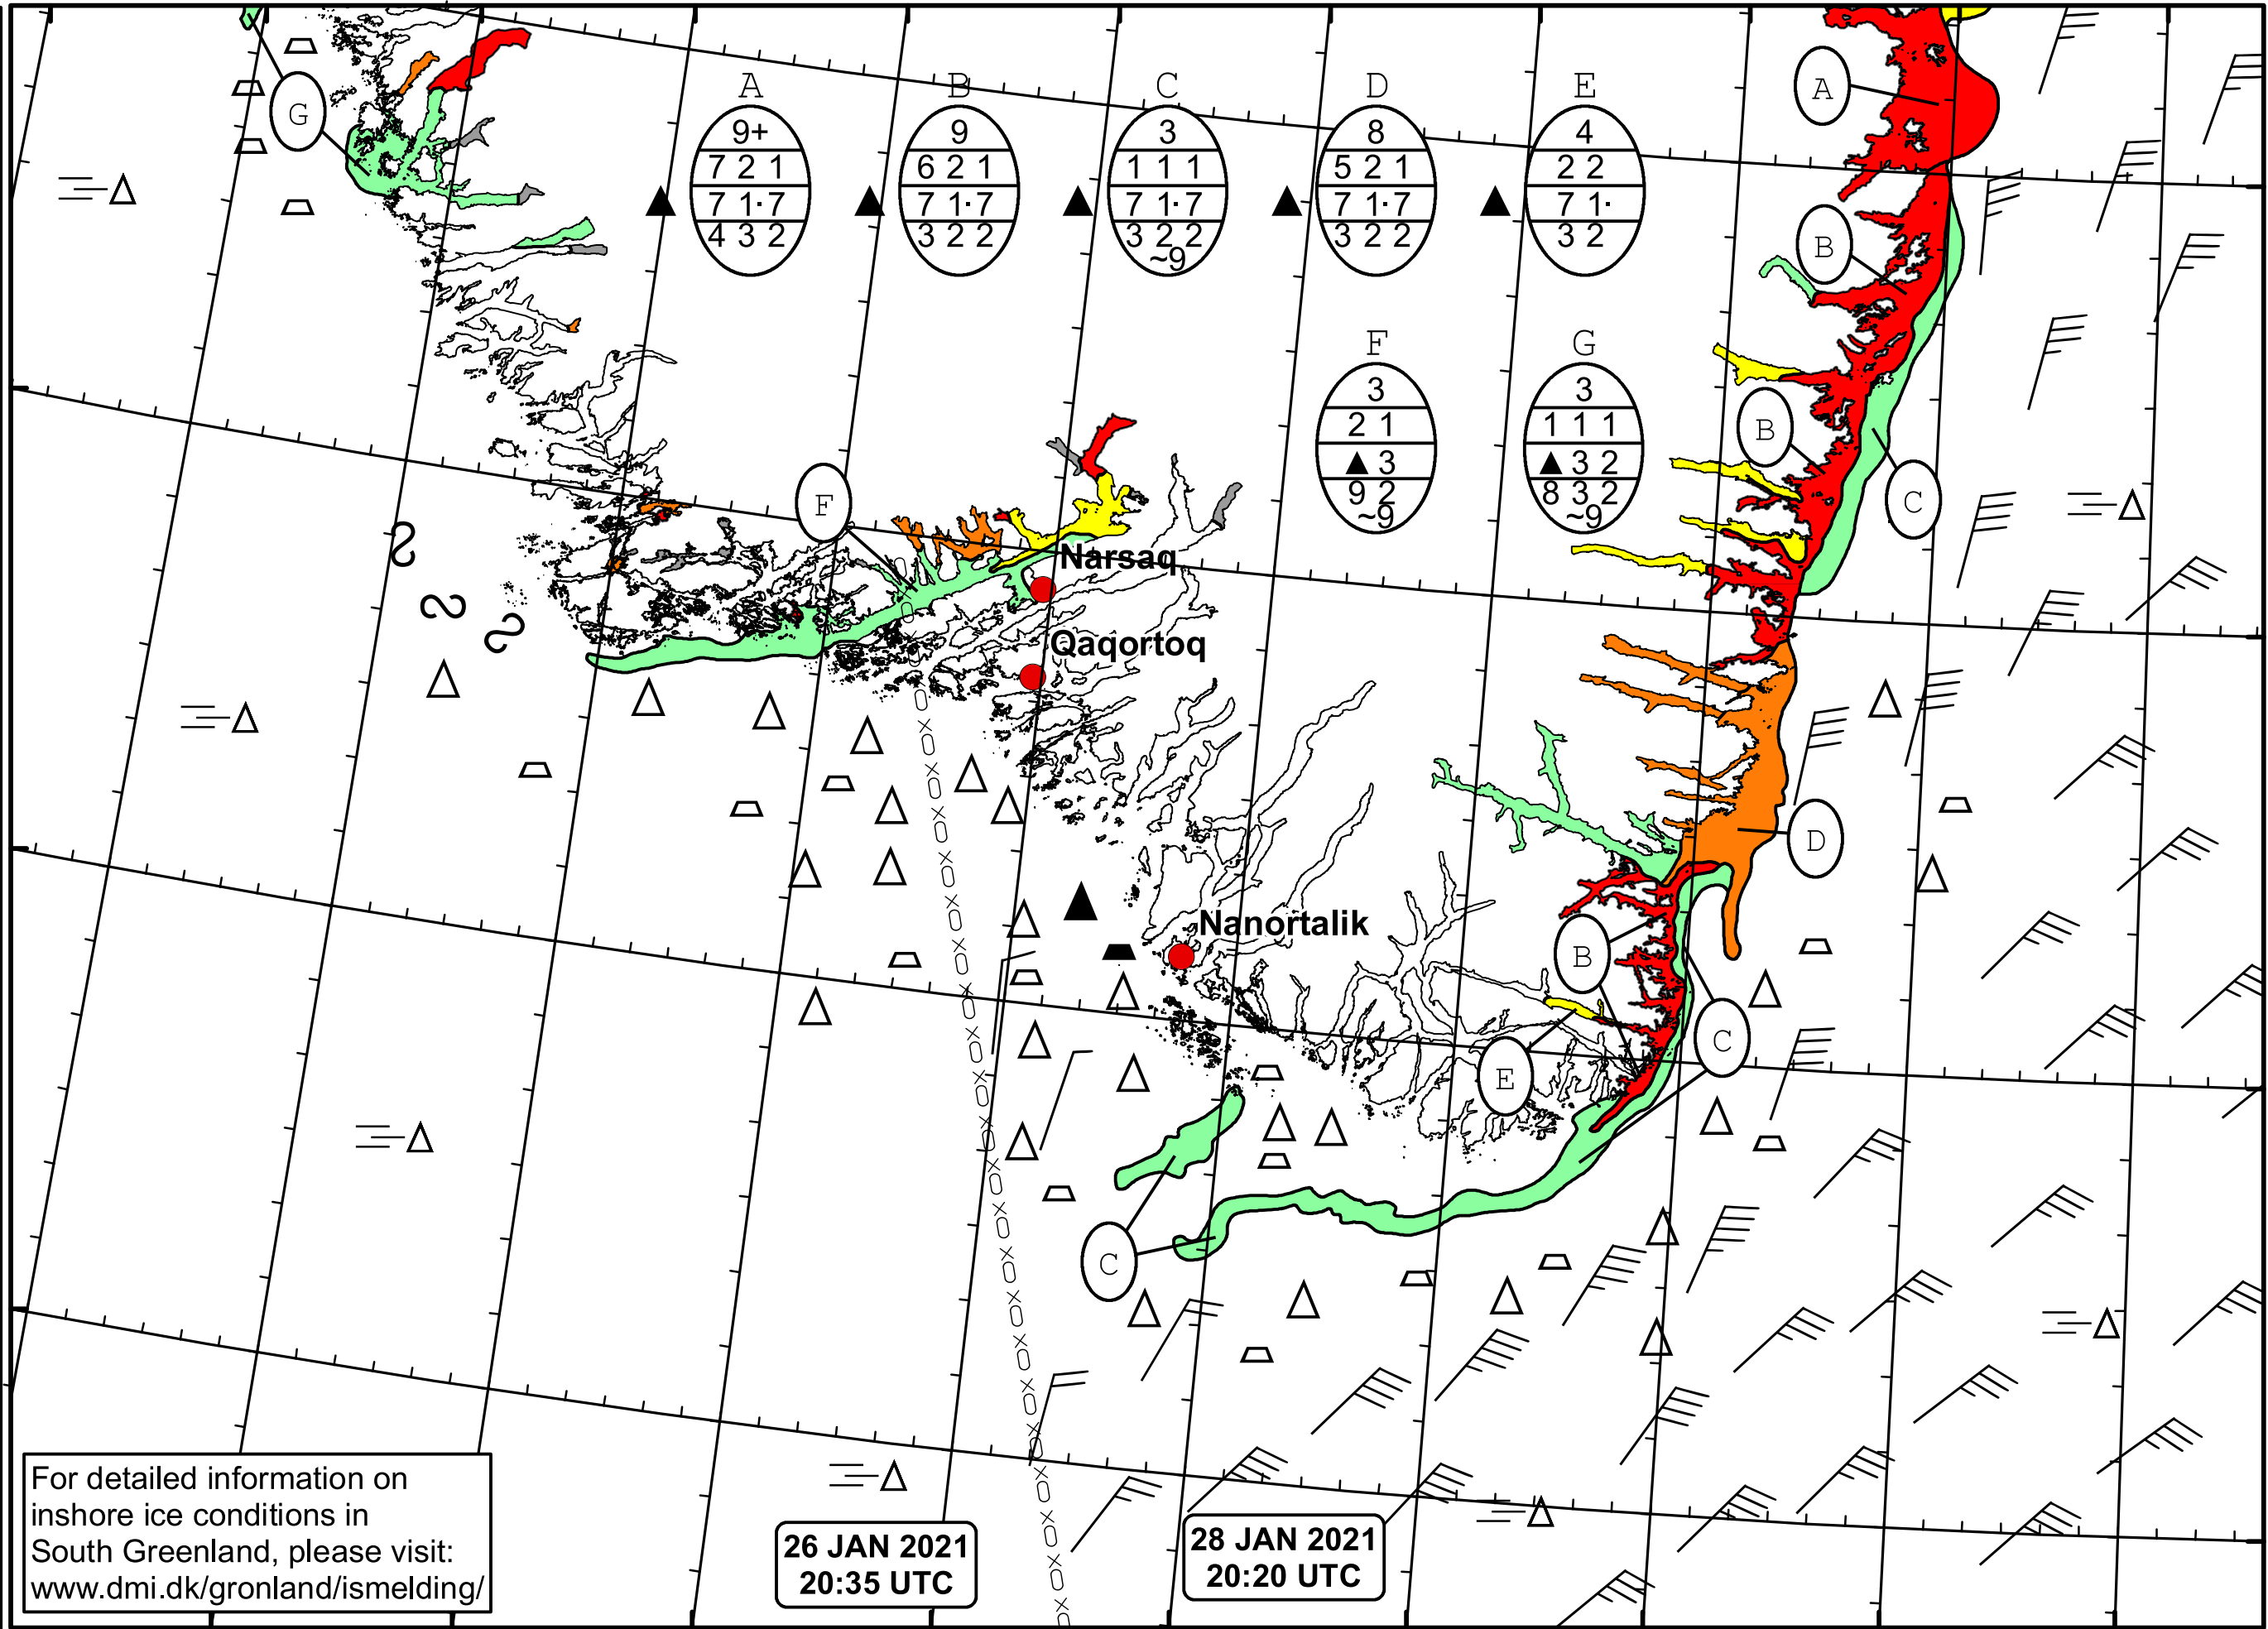 A B C D E
9+ 9 3 8 4
7 2 1 6 2 1 1 1 1 5 2 1 2 2
▲ 7 1· 7 ▲ 7 1· 7 ▲ 7 1· 7 ▲ 7 1· 7 ▲ 7 1·
4 3 2 3 2 2 3 2 2 3 2 2 3 2
~9
F G
3 3
2 1 1 1 1
▲ 3 ▲ 3 2
9 2 8 3 2
~9 ~9
G
A
B
B
C
F
Narsaq
Qaqortoq
D
Nanortalik
B
C
E
C
For detailed information on
inshore ice conditions in
South Greenland, please visit:
www.dmi.dk/gronland/ismelding/
26 JAN 2021
20:35 UTC
28 JAN 2021
20:20 UTC